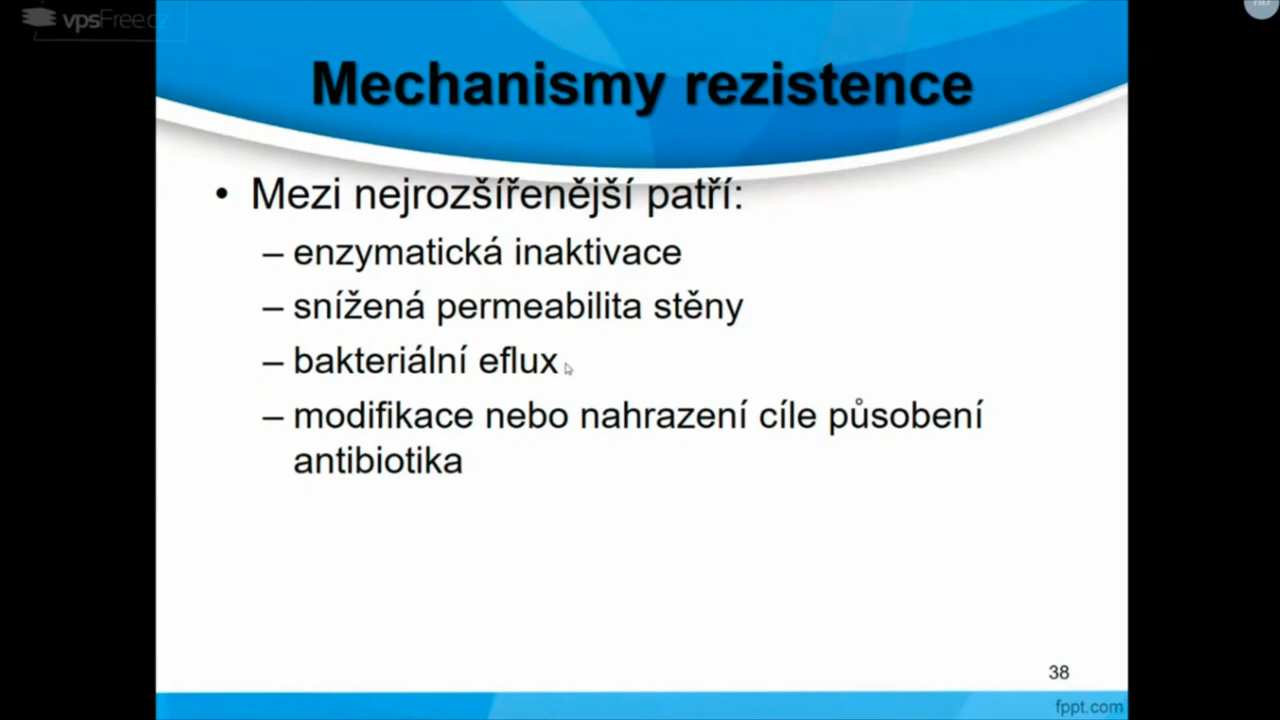 vpsFree.cz
HD
Mechanismy rezistence
• Mezi nejrozšířenější patří:
– enzymatická inaktivace
– snížená permeabilita stěny
– bakteriální eflux
– modifikace nebo nahrazení cíle působení
antibiotika
38
fppt.com